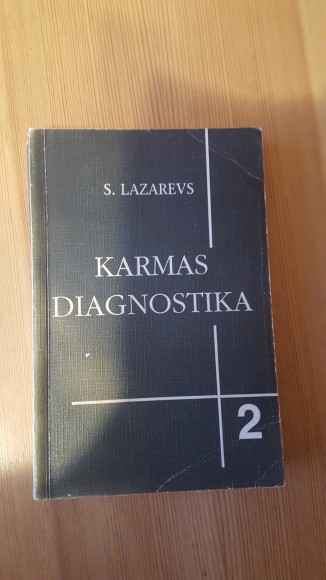 S. LAZAREVS
KARMAS
DIAGNOSTIKA
2